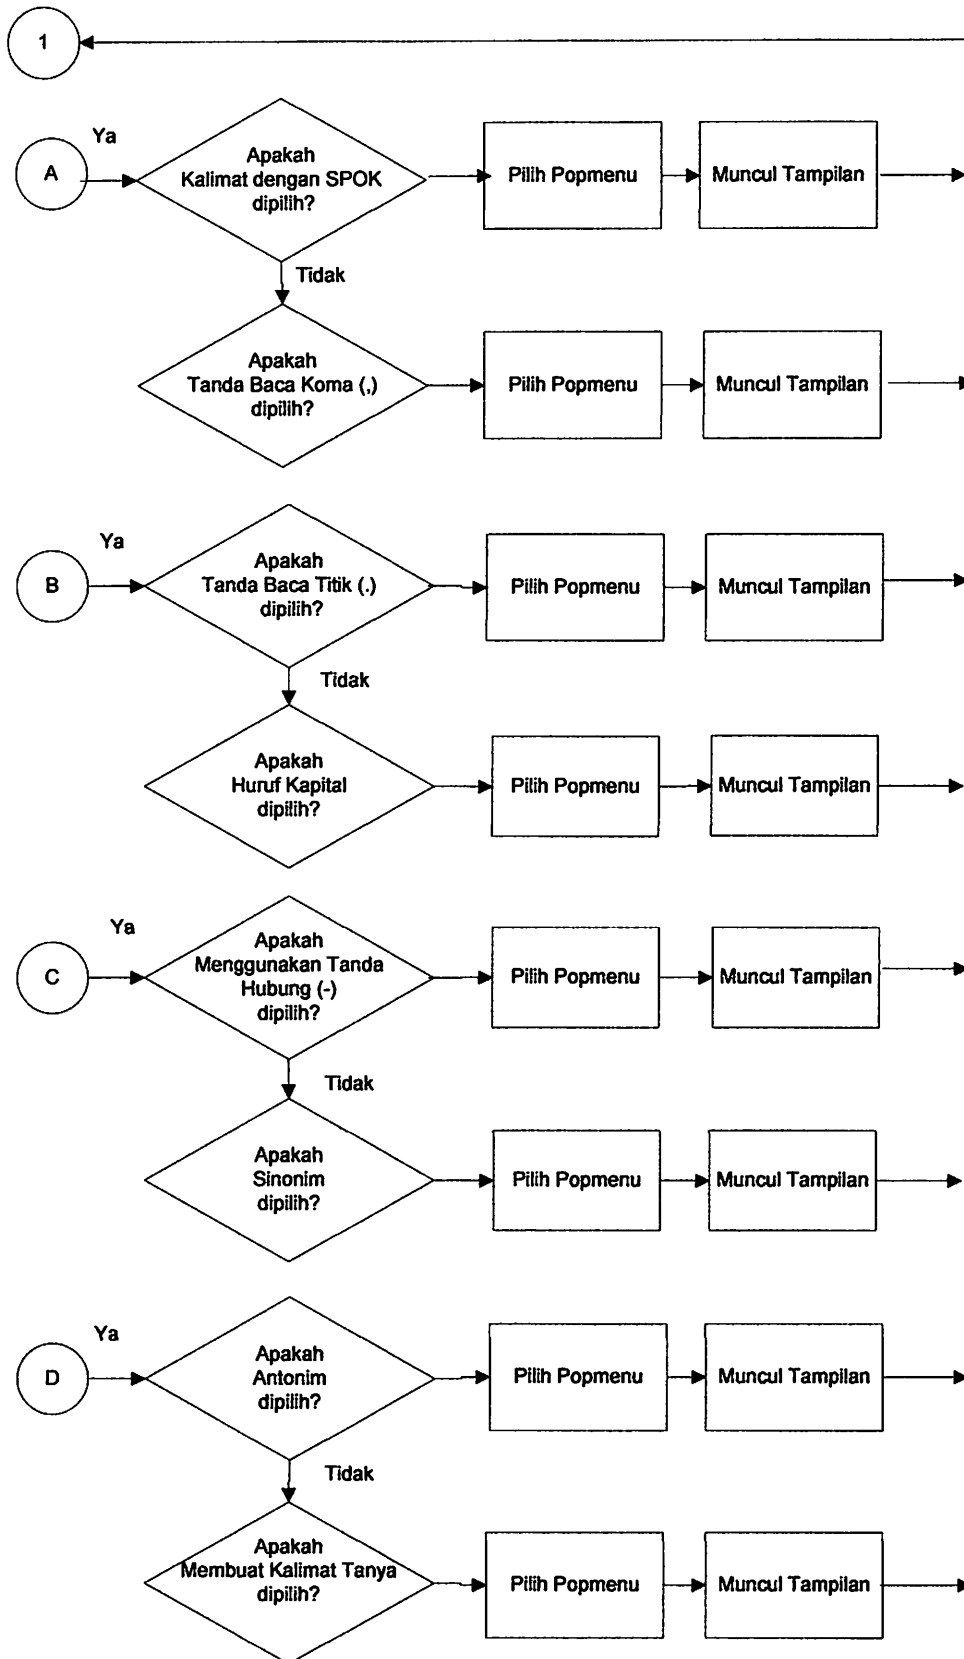 1
Ya
A
Apakah
Kalimat dengan SPOK
dipilih?
Pilih Popmenu
Muncul Tampilan
Tidak
Apakah
Tanda Baca Koma (,)
dipilih?
Pilih Popmenu
Muncul Tampilan
Ya
B
Apakah
Tanda Baca Titik (.)
dipilih?
Pilih Popmenu
Muncul Tampilan
Tidak
Apakah
Huruf Kapital
dipilih?
Pilih Popmenu
Muncul Tampilan
Ya
C
Apakah
Menggunakan Tanda
Hubung (-)
dipilih?
Pilih Popmenu
Muncul Tampilan
Tidak
Apakah
Sinonim
dipilih?
Pilih Popmenu
Muncul Tampilan
Ya
D
Apakah
Antonim
dipilih?
Pilih Popmenu
Muncul Tampilan
Tidak
Apakah
Membuat Kalimat Tanya
dipilih?
Pilih Popmenu
Muncul Tampilan